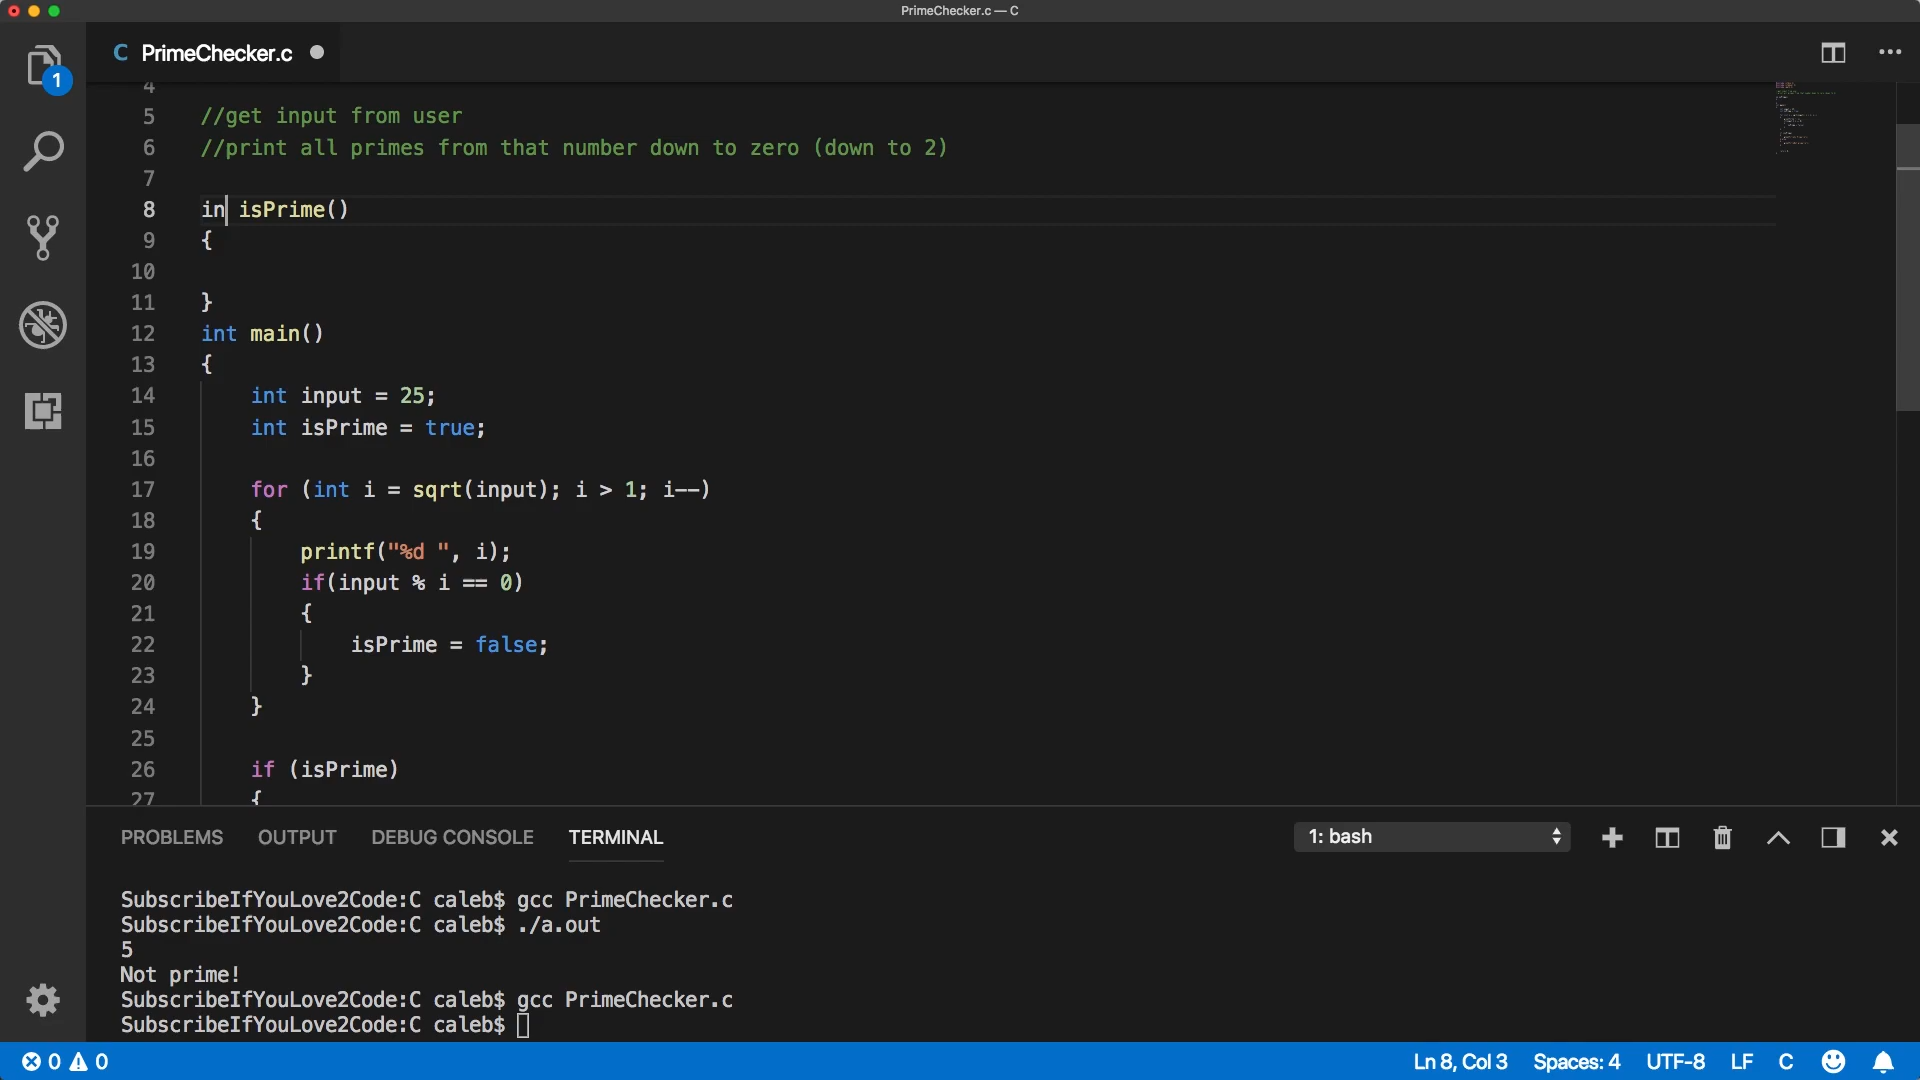 PrimeChecker.c — C
C PrimeChecker.c
1
4
5 //get input from user
6 //print all primes from that number down to zero (down to 2)
7
8 in isPrime()
9 {
10
11 }
12 int main()
13 {
14 int input = 25;
15 int isPrime = true;
16
17 for (int i = sqrt(input); i > 1; i--)
18 {
19 printf("%d ", i);
20 if(input % i == 0)
21 {
22 isPrime = false;
23 }
24 }
25
26 if (isPrime)
27 {
PROBLEMS OUTPUT DEBUG CONSOLE TERMINAL 1: bash
SubscribeIfYouLove2Code:C caleb$ gcc PrimeChecker.c
SubscribeIfYouLove2Code:C caleb$ ./a.out
5
Not prime!
SubscribeIfYouLove2Code:C caleb$ gcc PrimeChecker.c
SubscribeIfYouLove2Code:C caleb$
0 0 Ln 8, Col 3 Spaces: 4 UTF-8 LF C